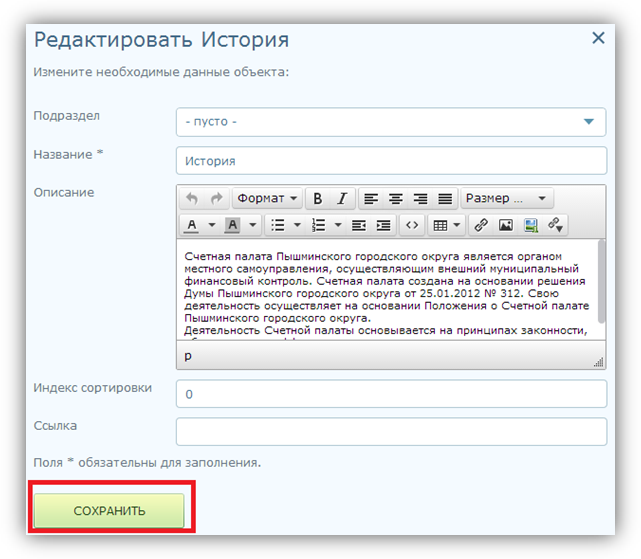 Редактировать История
Измените необходимые данные объекта:
Подраздел
- пусто -
Название *
История
Описание
Формат
B I
Размер ...
A A
Счетная палата Пышминского городского округа является органом
местного самоуправления, осуществляющим внешний муниципальный
финансовый контроль. Счетная палата создана на основании решения
Думы Пышминского городского округа от 25.01.2012 № 312. Свою
деятельность осуществляет на основании Положения о Счетной палате
Пышминского городского округа.
Деятельность Счетной палаты основывается на принципах законности,
p
Индекс сортировки
0
Ссылка
Поля * обязательны для заполнения.
СОХРАНИТЬ